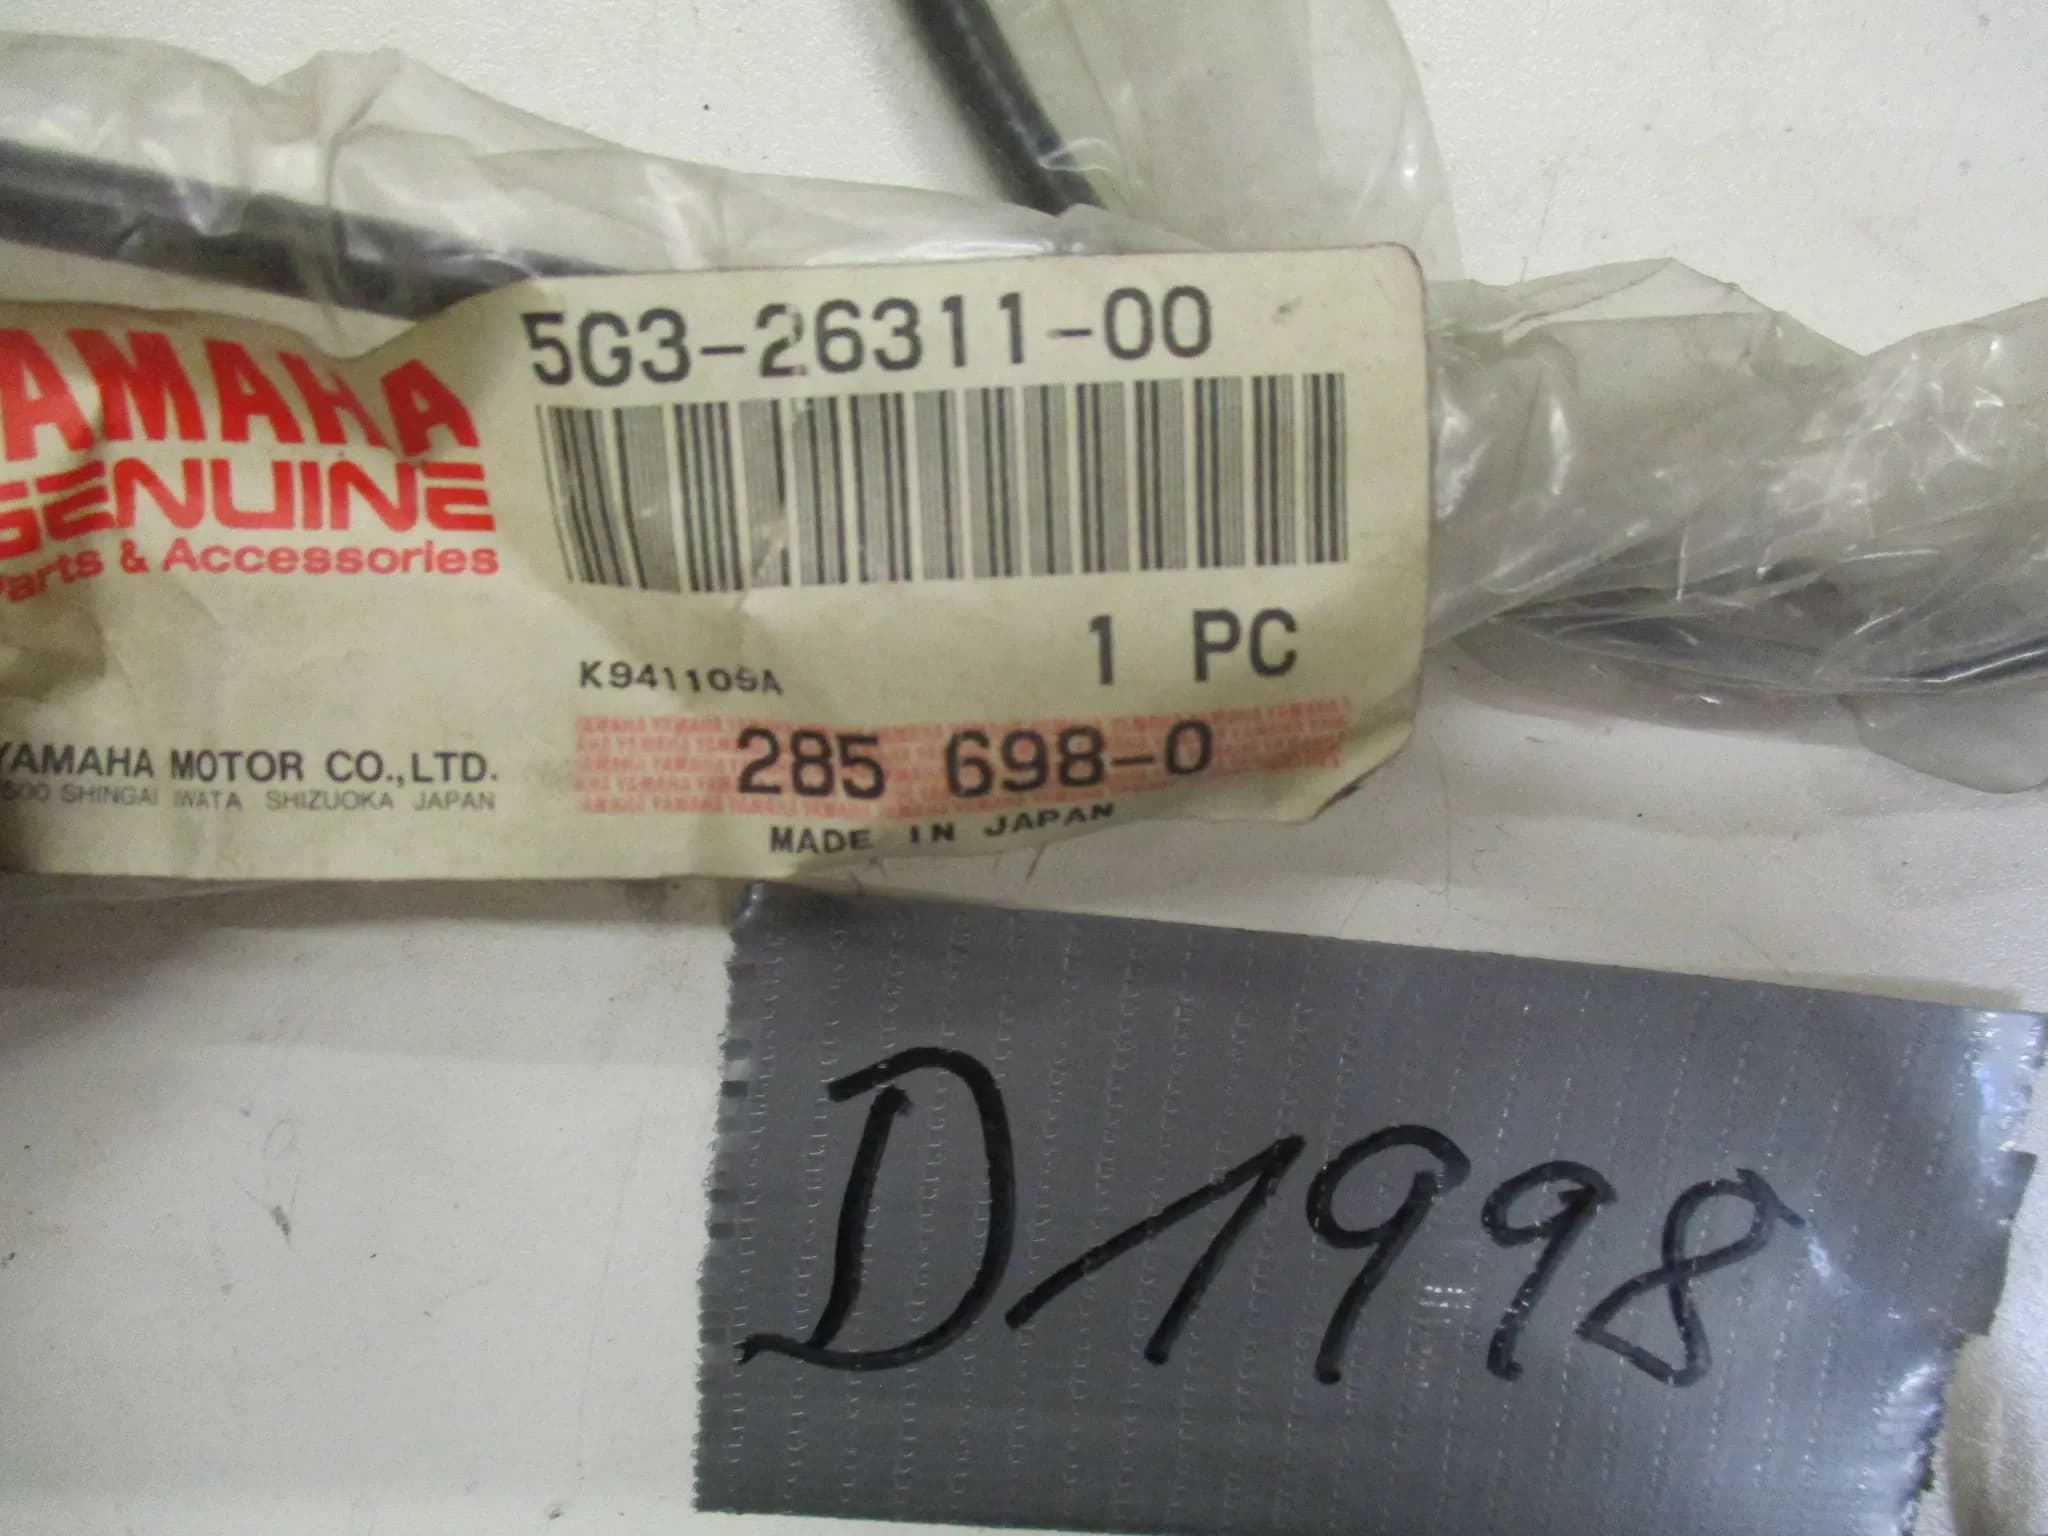 5G3-26311-00
YAMAHA
GENUINE
Parts & Accessories
1 PC
K941109A
YAMAHA MOTOR CO.,LTD.
2500 SHINGAI IWATA SHIZUOKA JAPAN
285 698-0
MADE IN JAPAN
D1998